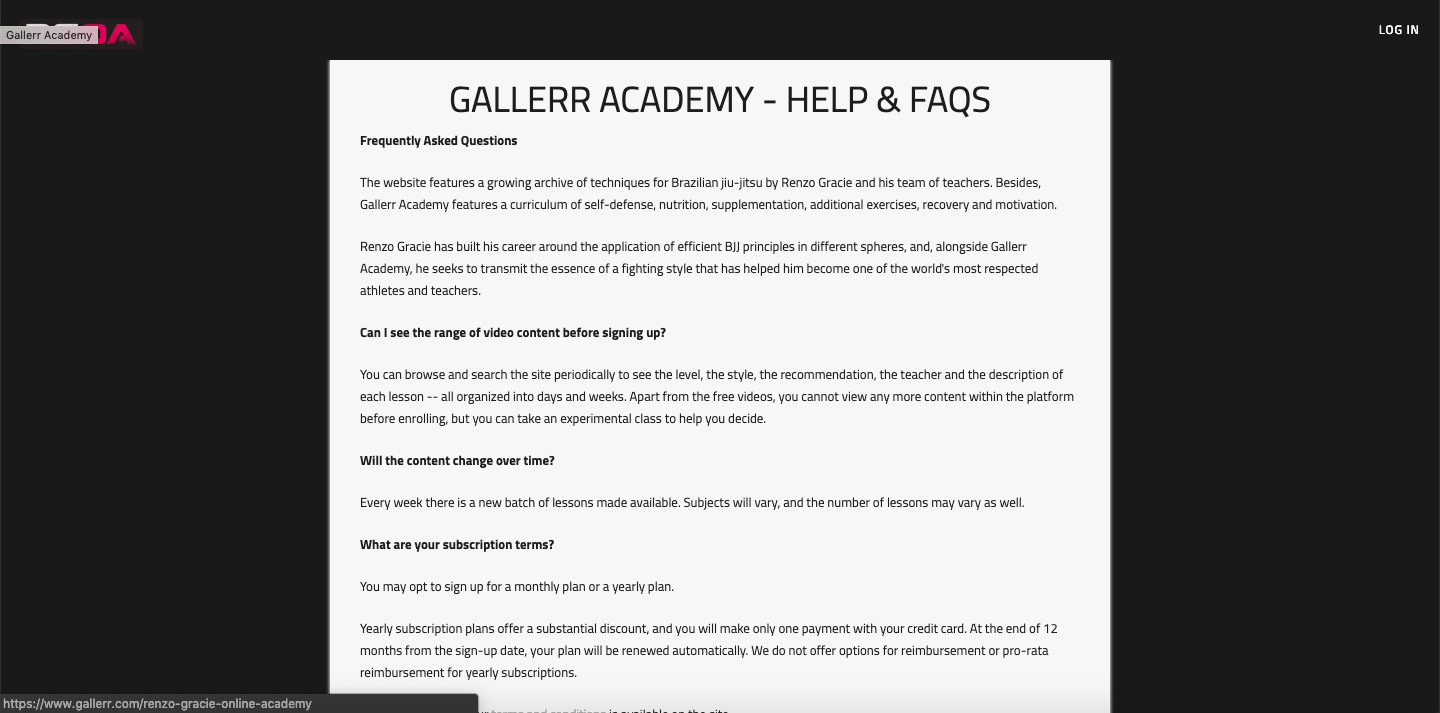 Gallerr Academy
LOG IN
GALLERR ACADEMY - HELP & FAQS
Frequently Asked Questions
The website features a growing archive of techniques for Brazilian jiu-jitsu by Renzo Gracie and his team of teachers. Besides,
Gallerr Academy features a curriculum of self-defense, nutrition, supplementation, additional exercises, recovery and motivation.
Renzo Gracie has built his career around the application of efficient BJJ principles in different spheres, and, alongside Gallerr
Academy, he seeks to transmit the essence of a fighting style that has helped him become one of the world's most respected
athletes and teachers.
Can I see the range of video content before signing up?
You can browse and search the site periodically to see the level, the style, the recommendation, the teacher and the description of
each lesson -- all organized into days and weeks. Apart from the free videos, you cannot view any more content within the platform
before enrolling, but you can take an experimental class to help you decide.
Will the content change over time?
Every week there is a new batch of lessons made available. Subjects will vary, and the number of lessons may vary as well.
What are your subscription terms?
You may opt to sign up for a monthly plan or a yearly plan.
Yearly subscription plans offer a substantial discount, and you will make only one payment with your credit card. At the end of 12
months from the sign-up date, your plan will be renewed automatically. We do not offer options for reimbursement or pro-rata
reimbursement for yearly subscriptions.
terms and conditions is available on the site.
https://www.gallerr.com/renzo-gracie-online-academy